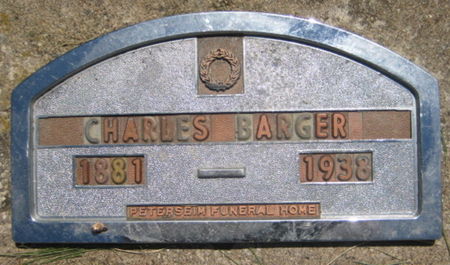 CHARLES BARGER
1881 — 1938
PETERSEIM FUNERAL HOME